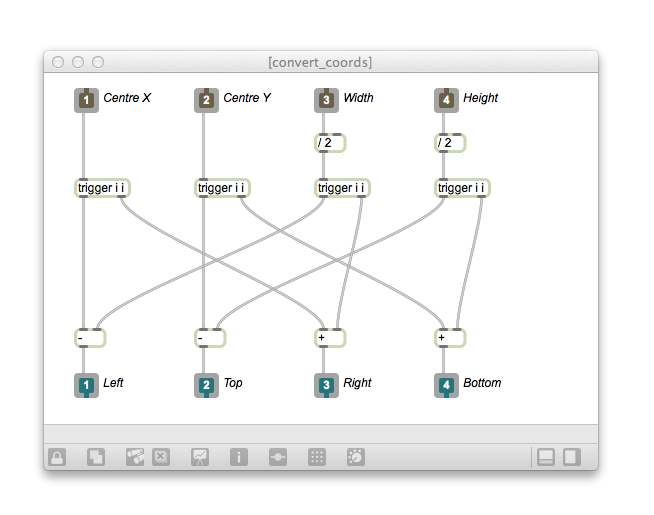 [convert_coords]
1 Centre X 2 Centre Y 3 Width 4 Height
/ 2 / 2
trigger i i trigger i i trigger i i trigger i i
- - + +
1 Left 2 Top 3 Right 4 Bottom